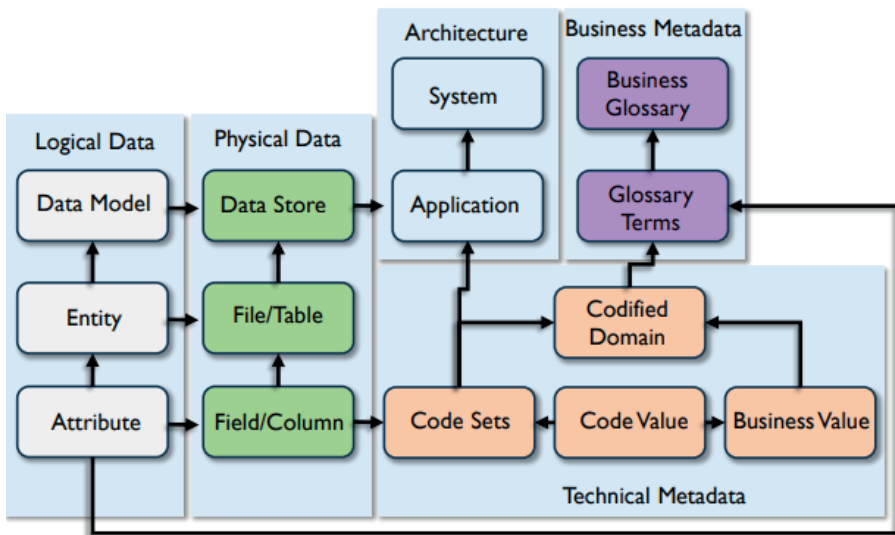 Architecture
Business Metadata
System
Business
Glossary
Logical Data
Physical Data
Data Model
Data Store
Application
Glossary
Terms
Entity
File/Table
Codified
Domain
Attribute
Field/Column
Code Sets
Code Value
Business Value
Technical Metadata